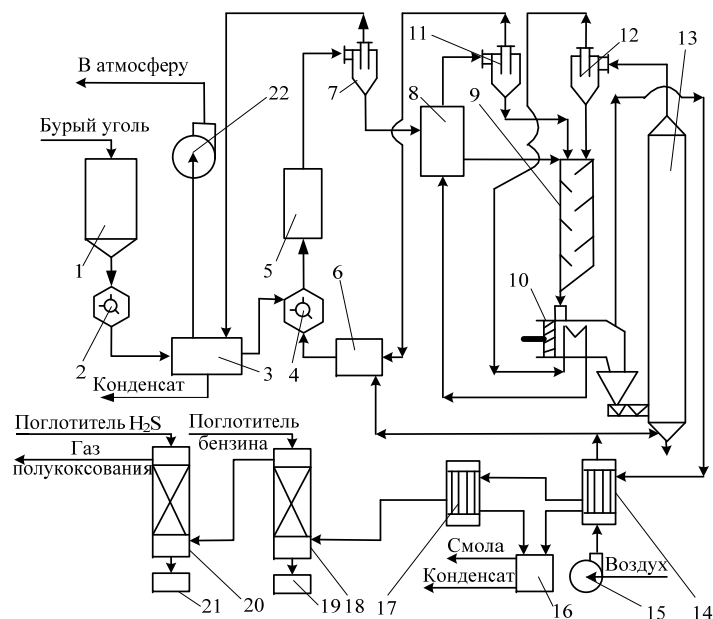 11
12
13
В атмосферу
22
7
8
Бурый уголь
9
1
5
6
10
2
3
4
Конденсат
Поглотитель H₂S
Поглотитель
бензина
Газ
полукоксования
Смола
Воздух
Конденсат
21
20
19
18
17
16
15
14